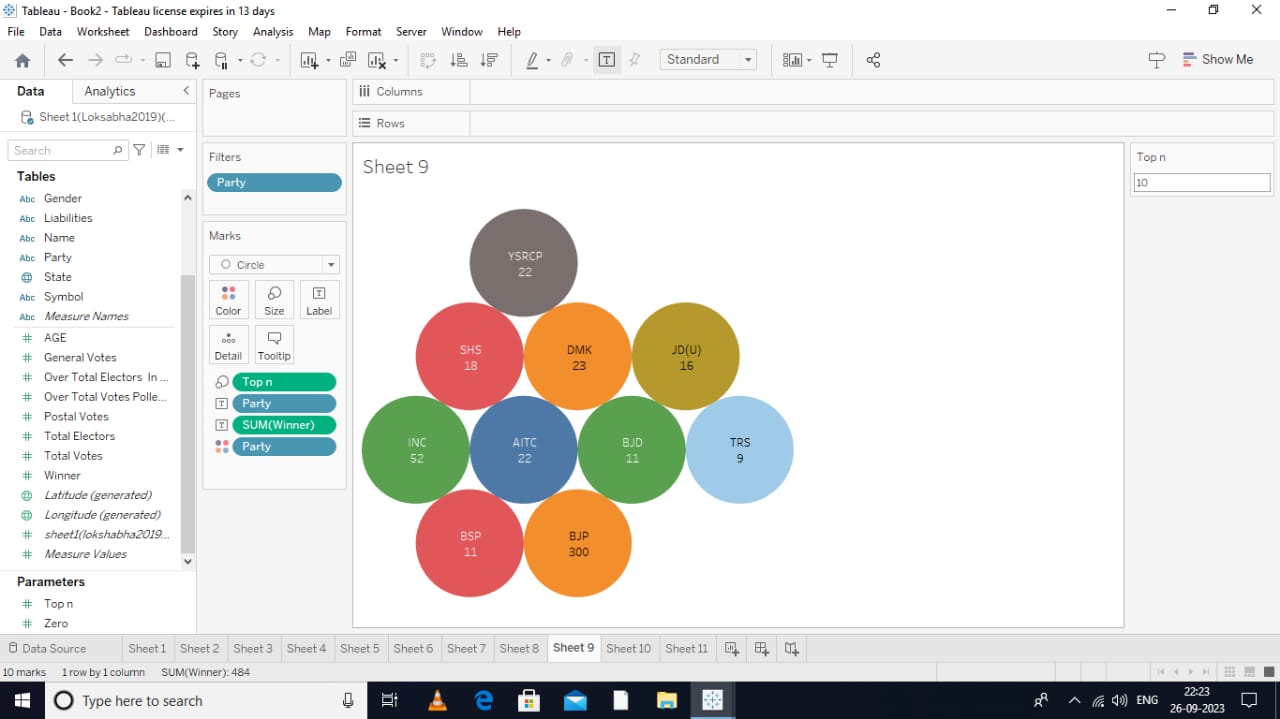 Tableau - Book2 - Tableau license expires in 13 days
File Data Worksheet Dashboard Story Analysis Map Format Server Window Help
Standard
Show Me
Data Analytics
Sheet 1(Loksabha2019)(...
Search
Tables
Abc Gender
Abc Liabilities
Abc Name
Abc Party
State
Abc Symbol
Abc Measure Names
# AGE
# General Votes
# Over Total Electors In ...
# Over Total Votes Polle...
# Postal Votes
# Total Electors
# Total Votes
# Winner
Latitude (generated)
Longitude (generated)
# sheet1(lokshabha2019...
# Measure Values
Parameters
# Top n
# Zero
Pages
Filters
Party
Marks
Circle
Color Size Label
Detail Tooltip
Top n
Party
SUM(Winner)
Party
Columns
Rows
Sheet 9
YSRCP
22
SHS
18
DMK
23
JD(U)
16
INC
52
AITC
22
BJD
11
TRS
9
BSP
11
BJP
300
Top n
10
Data Source Sheet 1 Sheet 2 Sheet 3 Sheet 4 Sheet 5 Sheet 6 Sheet 7 Sheet 8 Sheet 9 Sheet 10 Sheet 11
10 marks 1 row by 1 column SUM(Winner): 484
Type here to search
ENG
22:23
26-09-2023